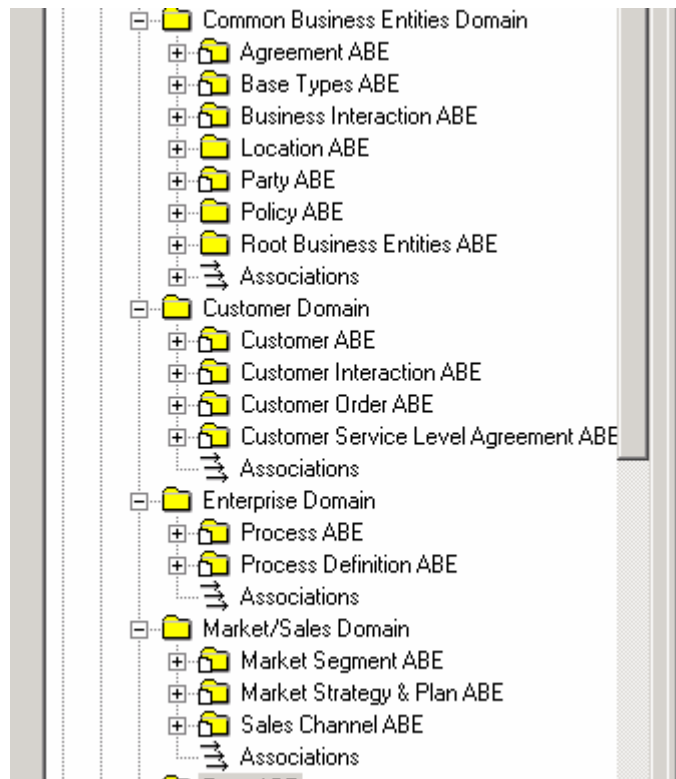 Common Business Entities Domain
Agreement ABE
Base Types ABE
Business Interaction ABE
Location ABE
Party ABE
Policy ABE
Root Business Entities ABE
Associations
Customer Domain
Customer ABE
Customer Interaction ABE
Customer Order ABE
Customer Service Level Agreement ABE
Associations
Enterprise Domain
Process ABE
Process Definition ABE
Associations
Market/Sales Domain
Market Segment ABE
Market Strategy & Plan ABE
Sales Channel ABE
Associations